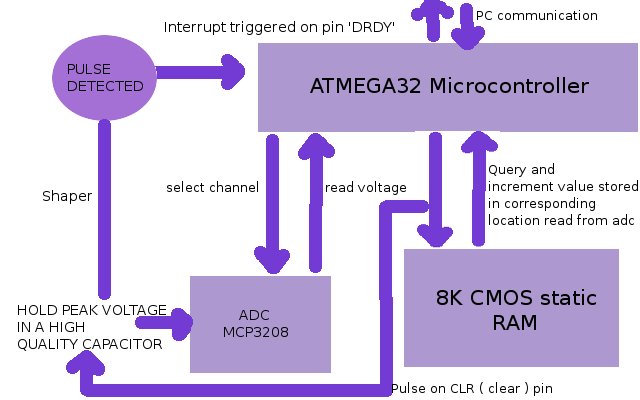 PC communication
Interrupt triggered on pin 'DRDY'
PULSE
DETECTED
ATMEGA32 Microcontroller
Shaper
select channel
read voltage
Query and
increment value stored
in corresponding
location read from adc
HOLD PEAK VOLTAGE
IN A HIGH
QUALITY CAPACITOR
ADC
MCP3208
8K CMOS static
RAM
Pulse on CLR ( clear ) pin